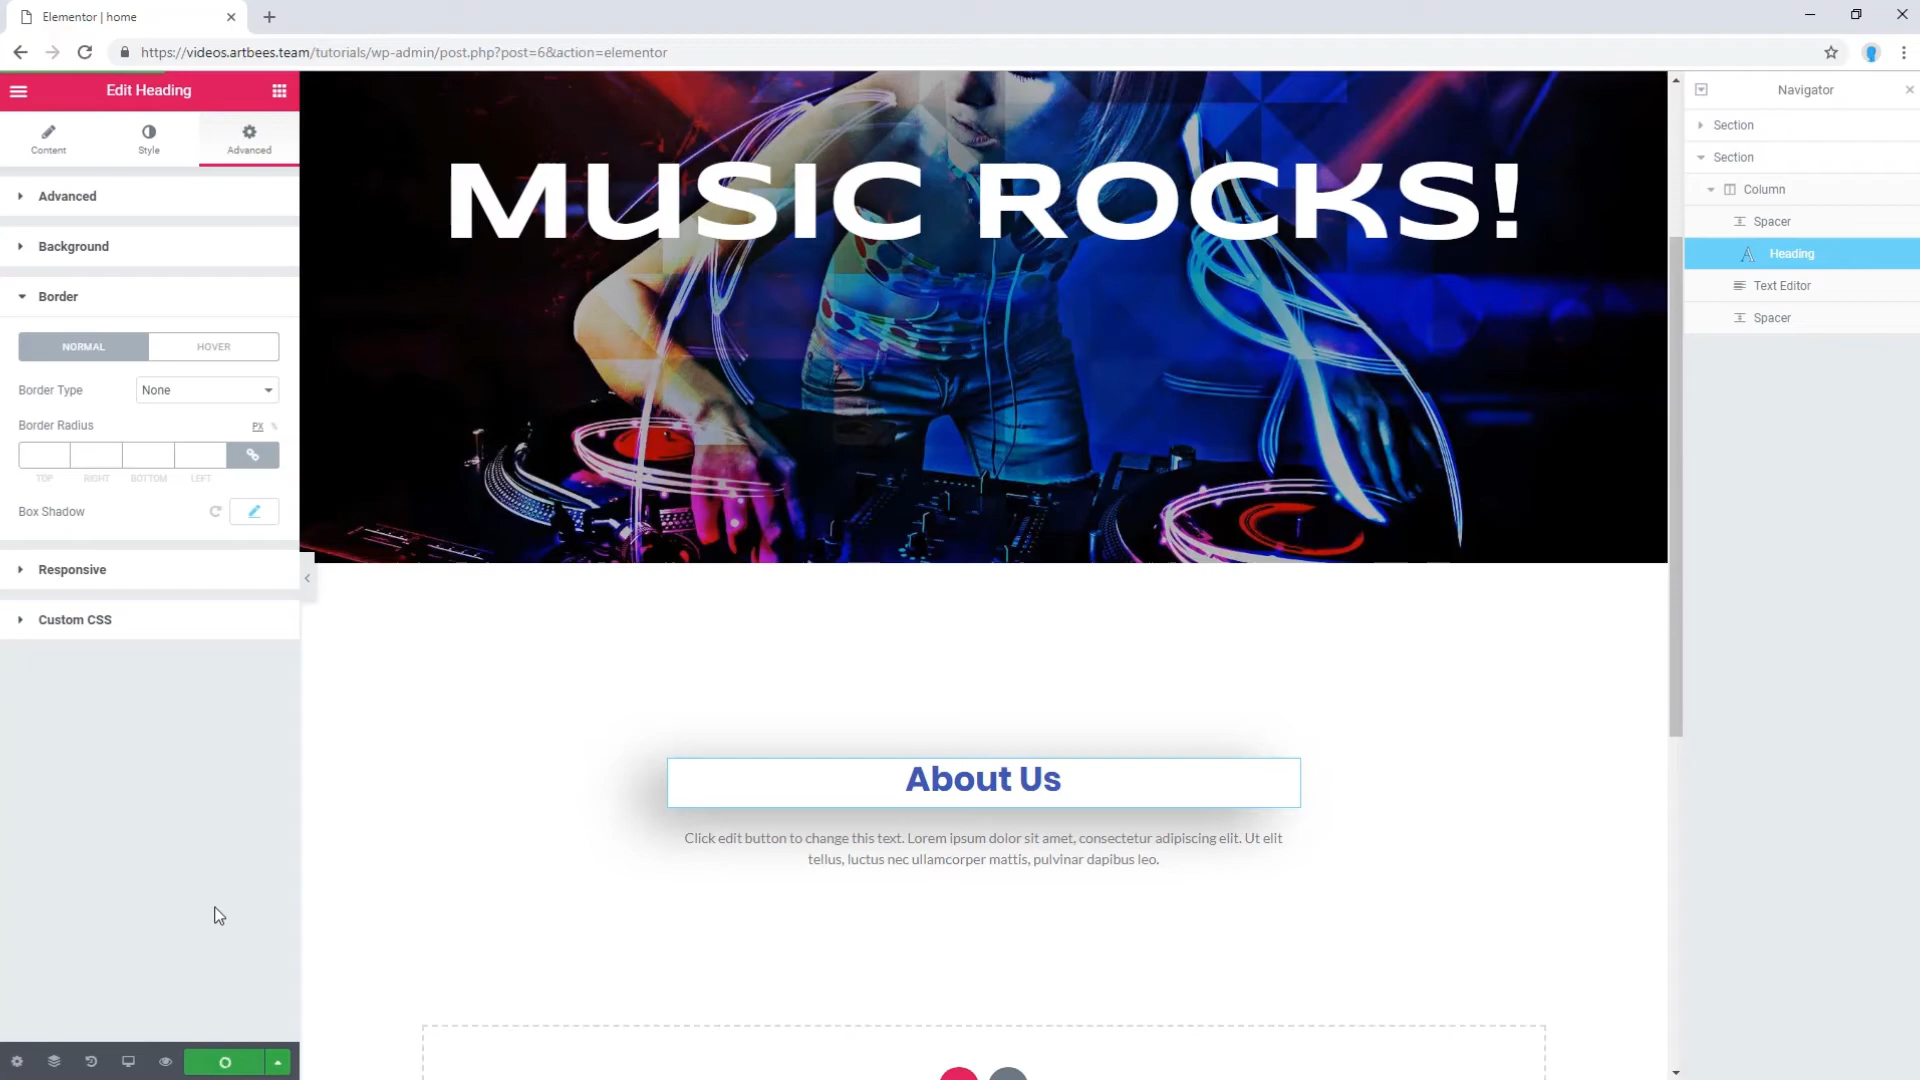 Elementor | home
https://videos.artbees.team/tutorials/wp-admin/post.php?post=6&action=elementor
Edit Heading
Content
Style
Advanced
Advanced
Background
Border
NORMAL
HOVER
Border Type
None
Border Radius
PX
%
TOP
RIGHT
BOTTOM
LEFT
Box Shadow
Responsive
Custom CSS
MUSIC ROCKS!
About Us
Click edit button to change this text. Lorem ipsum dolor sit amet, consectetur adipiscing elit. Ut elit
tellus, luctus nec ullamcorper mattis, pulvinar dapibus leo.
Navigator
Section
Section
Column
Spacer
Heading
Text Editor
Spacer